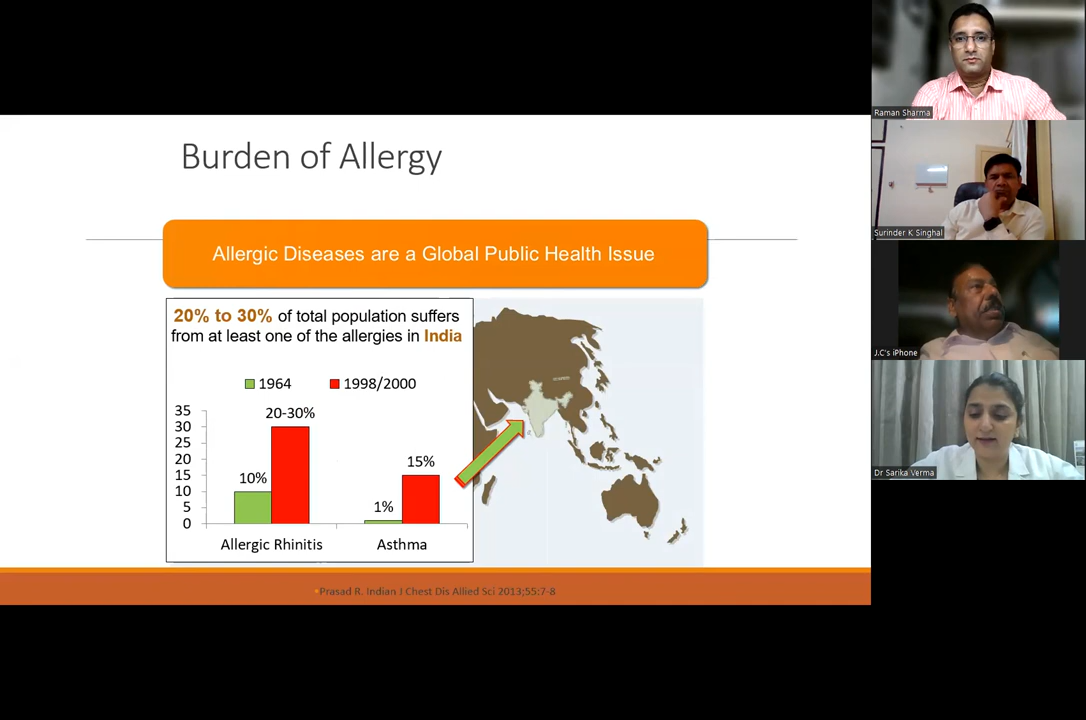 Burden of Allergy
Allergic Diseases are a Global Public Health Issue
20% to 30% of total population suffers
from at least one of the allergies in India
1964
1998/2000
35
30
25
20
15
10
5
0
10%
20-30%
1%
15%
Allergic Rhinitis
Asthma
Prasad R. Indian J Chest Dis Allied Sci 2013;55:7-8
Raman Sharma
Surinder K Singhal
J.C's iPhone
Dr Sarika Verma